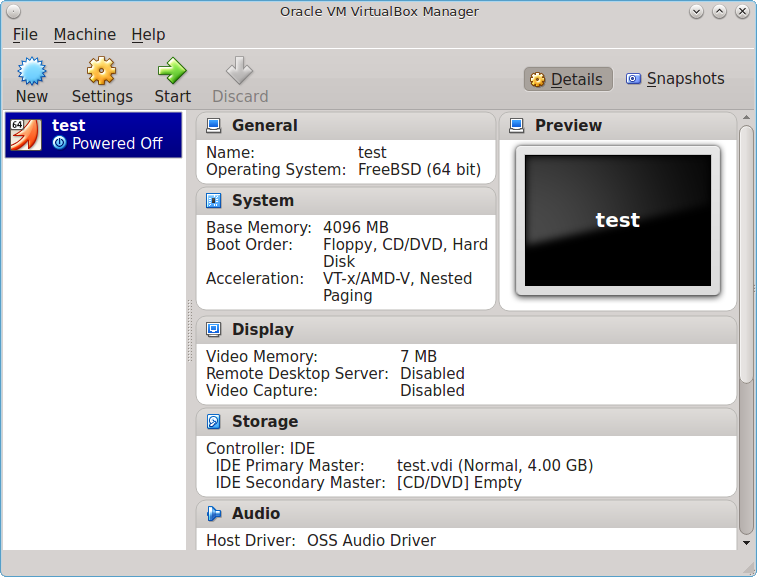 Oracle VM VirtualBox Manager
File Machine Help
New Settings Start Discard Details Snapshots
64 test
Powered Off
General
Name: test
Operating System: FreeBSD (64 bit)
Preview
test
System
Base Memory: 4096 MB
Boot Order: Floppy, CD/DVD, Hard
Disk
Acceleration: VT-x/AMD-V, Nested
Paging
Display
Video Memory: 7 MB
Remote Desktop Server: Disabled
Video Capture: Disabled
Storage
Controller: IDE
IDE Primary Master: test.vdi (Normal, 4.00 GB)
IDE Secondary Master: [CD/DVD] Empty
Audio
Host Driver: OSS Audio Driver